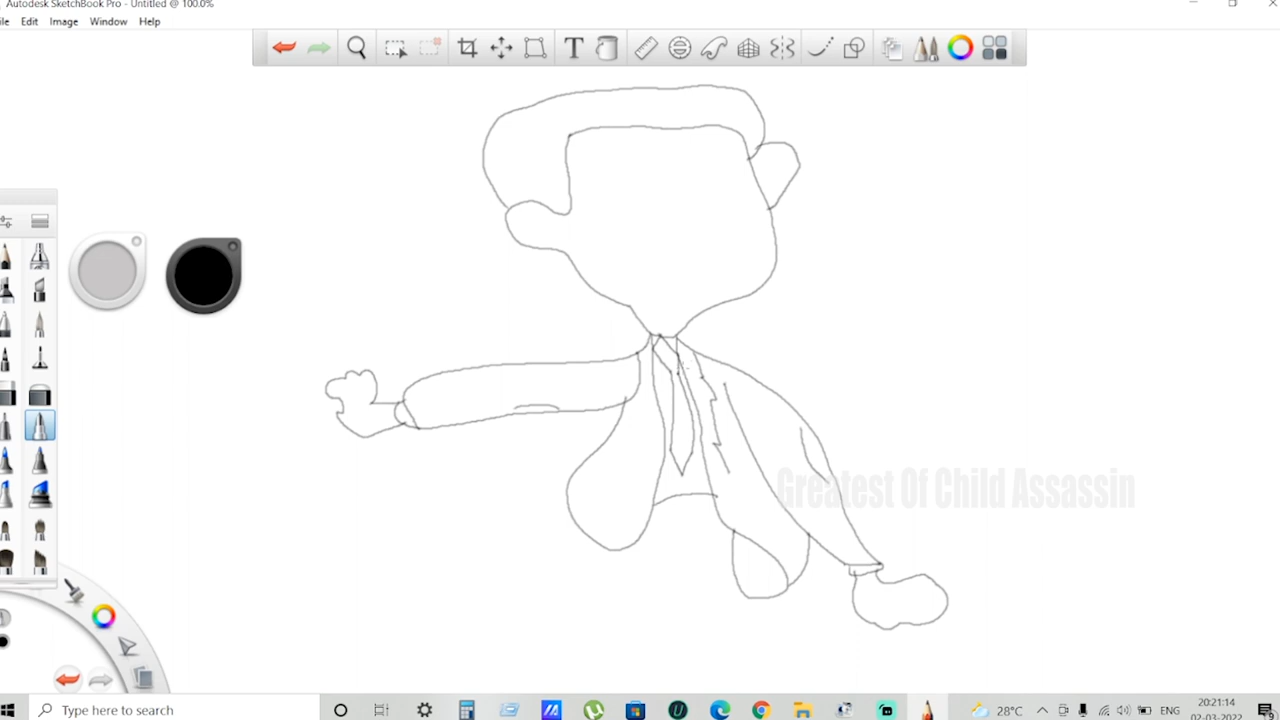 Autodesk SketchBook Pro - Untitled @ 100.0%
Edit Image Window Help
T
Greatest Of Child Assassin
Type here to search
28°C
ENG
20:21:14